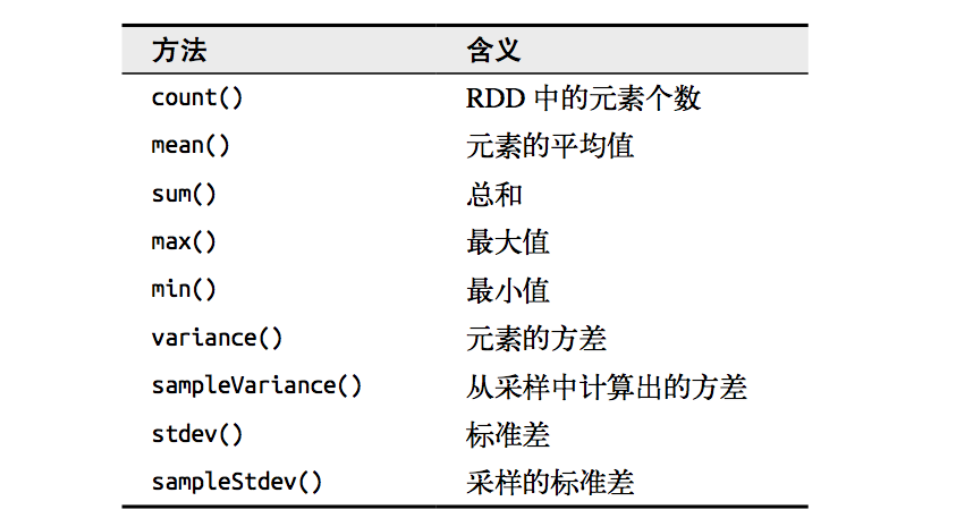 方法 含义
count() RDD 中的元素个数
mean() 元素的平均值
sum() 总和
max() 最大值
min() 最小值
variance() 元素的方差
sampleVariance() 从采样中计算出的方差
stdev() 标准差
sampleStdev() 采样的标准差